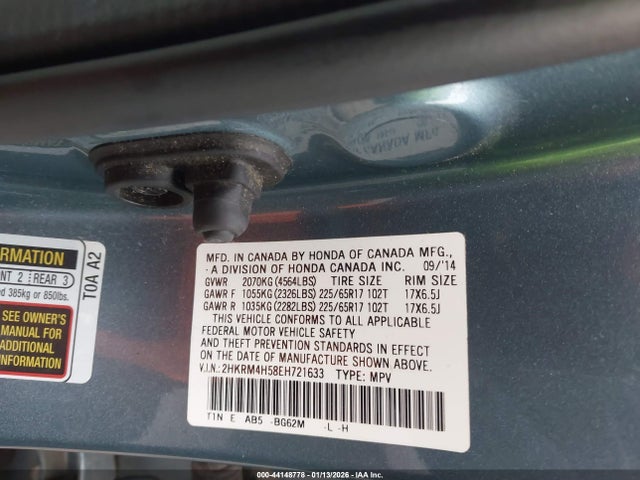 KANADA MFG
RMATION
NT 2 REAR 3
d 385kg or 850lbs.
SEE OWNER'S
MANUAL FOR
ADDITIONAL
INFORMATION
T0A A2
MFD. IN CANADA BY HONDA OF CANADA MFG.,
- A DIVISION OF HONDA CANADA INC. 09/'14
GVWR 2070KG (4564LBS) TIRE SIZE RIM SIZE
GAWR F 1055KG (2326LBS) 225/65R17 102T 17X6.5J
GAWR R 1035KG (2282LBS) 225/65R17 102T 17X6.5J
THIS VEHICLE CONFORMS TO ALL APPLICABLE
FEDERAL MOTOR VEHICLE SAFETY
AND THEFT PREVENTION STANDARDS IN EFFECT
ON THE DATE OF MANUFACTURE SHOWN ABOVE.
V.I.N.: 2HKRM4H58EH721633 TYPE: MPV
T1N E AB5 -BG62M -L -H
000-44148778 - 01/13/2026 - IAA Inc.